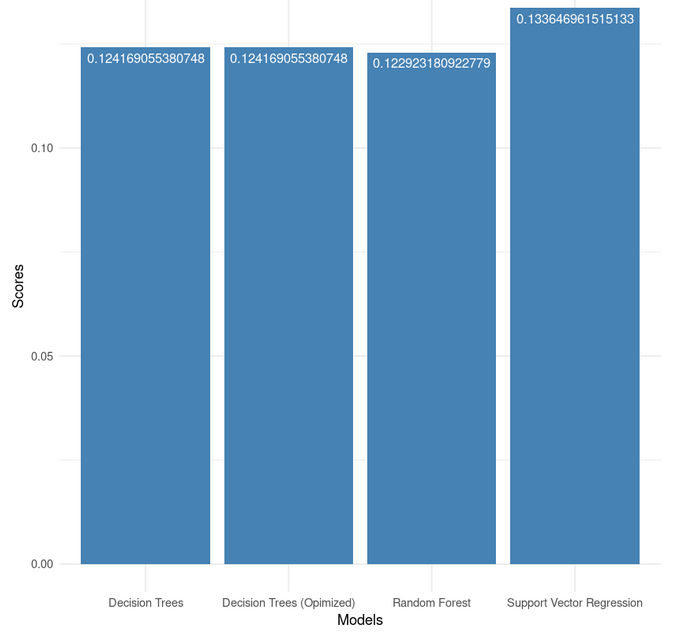 0.133646961515133
0.124169055380748 0.124169055380748 0.122923180922779
0.10
Scores
0.05
0.00
Decision Trees Decision Trees (Opimized) Random Forest Support Vector Regression
Models